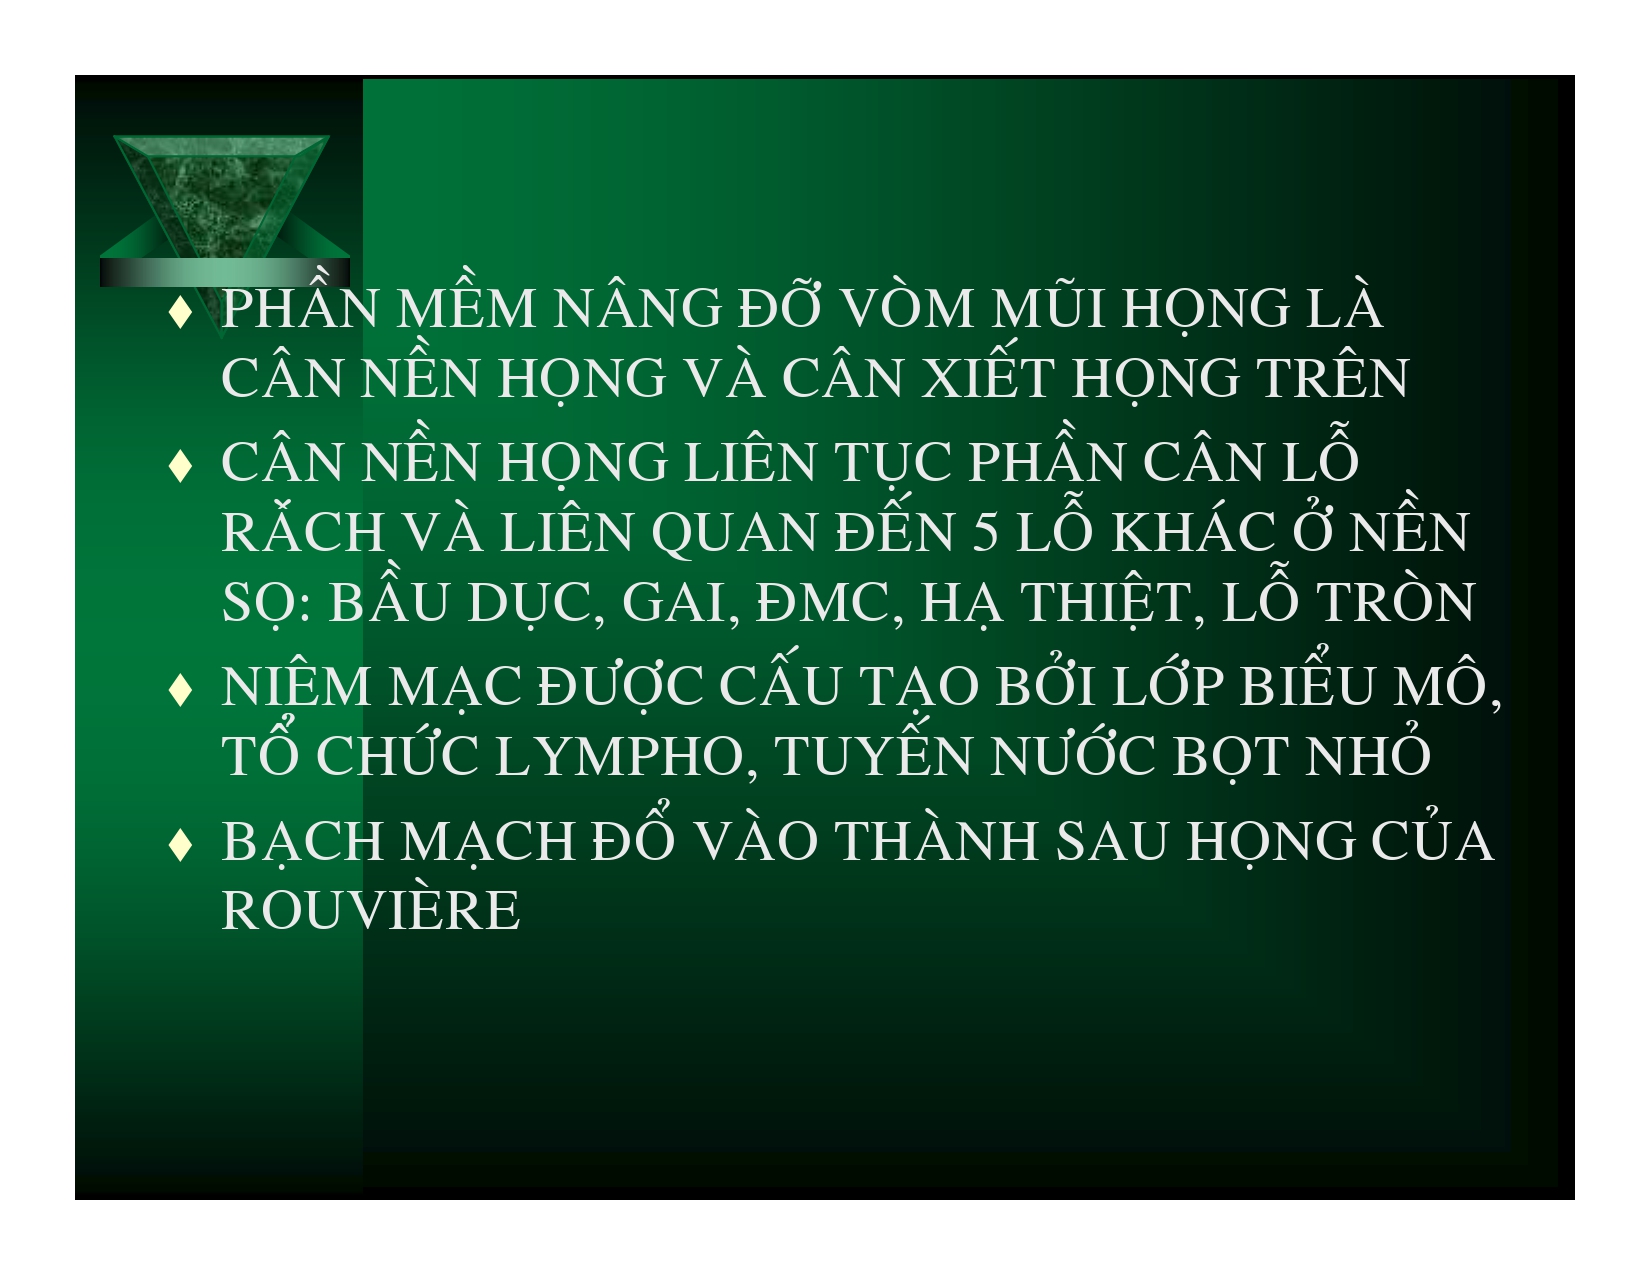 PHẦN MỀM NÂNG ĐỠ VÒM MŨI HỌNG LÀ
CÂN NỀN HỌNG VÀ CÂN XIẾT HỌNG TRÊN
CÂN NỀN HỌNG LIÊN TỤC PHẦN CÂN LỖ
RÁCH VÀ LIÊN QUAN ĐẾN 5 LỖ KHÁC Ở NỀN
SỌ: BẦU DỤC, GAI, ĐMC, HẠ THIỆT, LỖ TRÒN
NIÊM MẠC ĐƯỢC CẤU TẠO BỞI LỚP BIỂU MÔ,
TỔ CHỨC LYMPHO, TUYẾN NƯỚC BỌT NHỎ
BẠCH MẠCH ĐỔ VÀO THÀNH SAU HỌNG CỦA
ROUVIÈRE